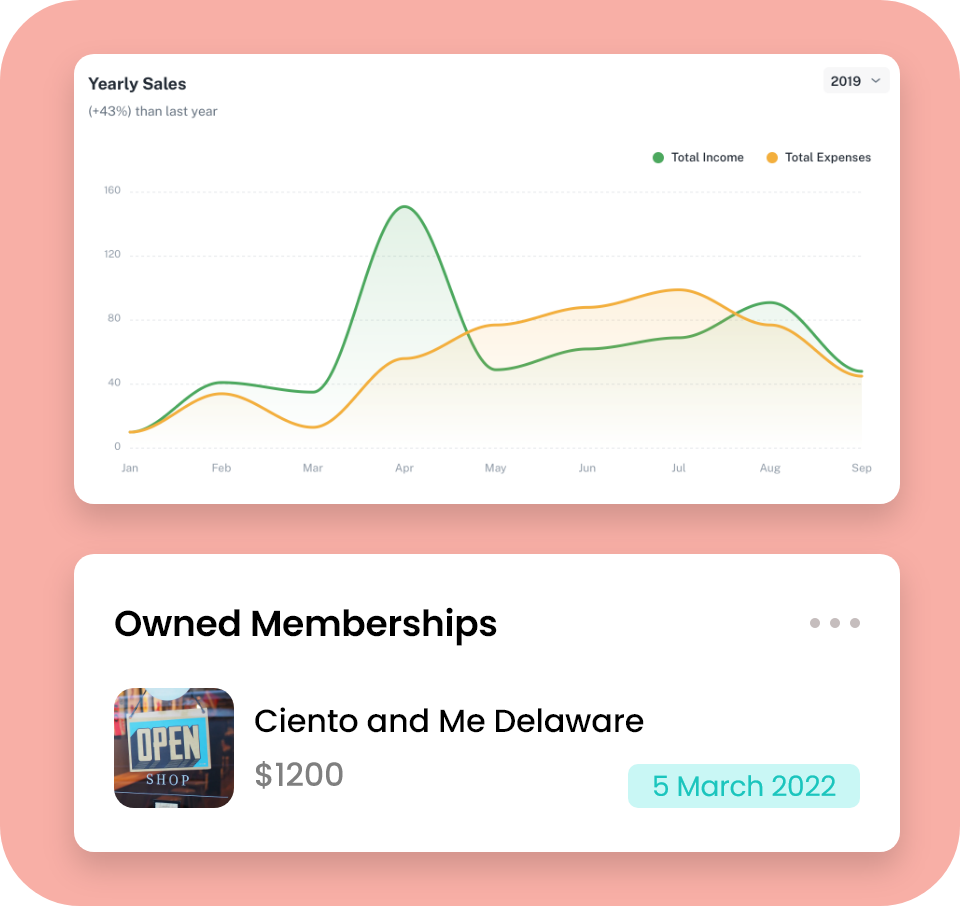 Yearly Sales
2019
(+43%) than last year
Total Income
Total Expenses
160
120
80
40
0
Jan Feb Mar Apr May Jun Jul Aug Sep
Owned Memberships
OPEN
SHOP
Ciento and Me Delaware
$1200
5 March 2022